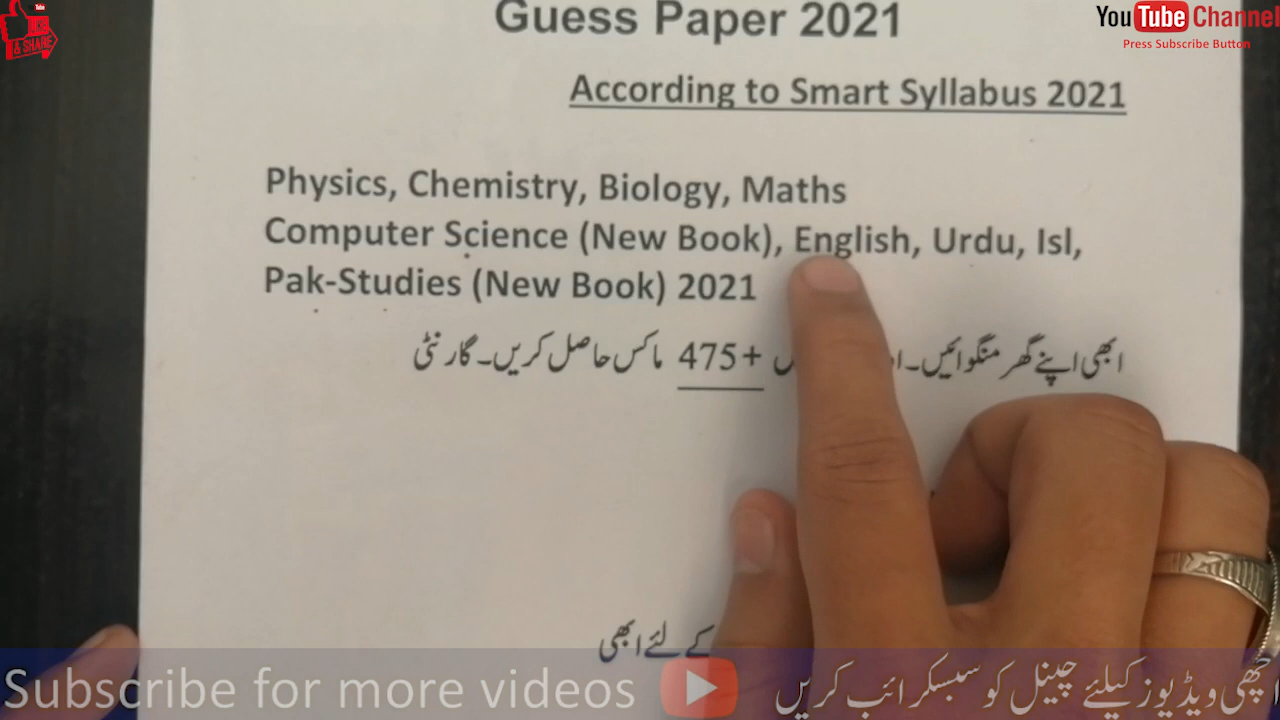 & SHARE
YouTube Channel
Press Subscribe Button
Guess Paper 2021
According to Smart Syllabus 2021
Physics, Chemistry, Biology, Maths
Computer Science (New Book), English, Urdu, Isl,
Pak-Studies (New Book) 2021
ابھی اپنے گھر منگوائیں۔ 475+ مارکس حاصل کریں۔ گارنٹی
کے لئے ابھی
Subscribe for more videos
اچھی ویڈیوز کیلئے چینل کو سبسکرائب کریں